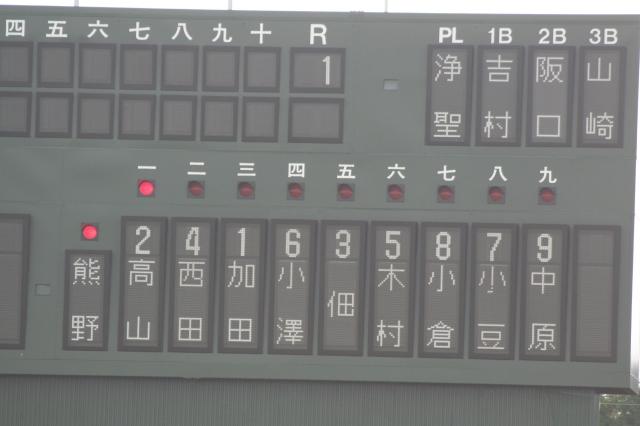 四 五 六 七 八 九 十 R PL 1B 2B 3B
1 浄聖 吉村 阪口 山崎
一 二 三 四 五 六 七 八 九
2 4 1 6 3 5 8 7 9
熊野 高山 西田 加田 小澤 佃 木村 小倉 小豆 中原